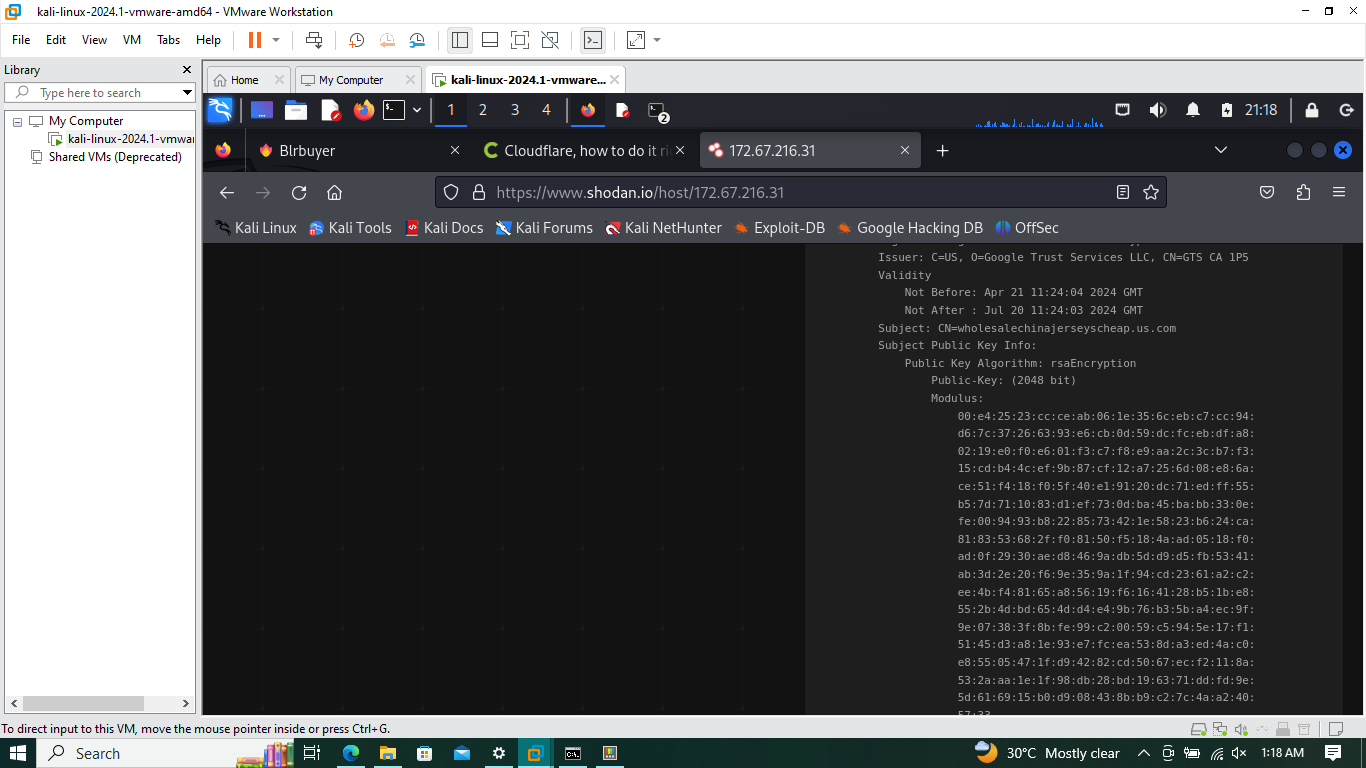 kali-linux-2024.1-vmware-amd64 - VMware Workstation
File Edit View VM Tabs Help
Library
Type here to search
My Computer
kali-linux-2024.1-vmwar
Shared VMs (Deprecated)
Home My Computer kali-linux-2024.1-vmware...
1 2 3 4 2 21:18
Blrbuyer Cloudflare, how to do it ri 172.67.216.31
https://www.shodan.io/host/172.67.216.31
Kali Linux Kali Tools Kali Docs Kali Forums Kali NetHunter Exploit-DB Google Hacking DB OffSec
Issuer: C=US, O=Google Trust Services LLC, CN=GTS CA 1P5
Validity
Not Before: Apr 21 11:24:04 2024 GMT
Not After : Jul 20 11:24:03 2024 GMT
Subject: CN=wholesalechinajerseyscheap.us.com
Subject Public Key Info:
Public Key Algorithm: rsaEncryption
Public-Key: (2048 bit)
Modulus:
00:e4:25:23:cc:ce:ab:06:1e:35:6c:eb:c7:cc:94:
d6:7c:37:26:63:93:e6:cb:0d:59:dc:fc:eb:df:a8:
02:19:e0:f0:e6:01:f3:c7:f8:e9:aa:2c:3c:b7:f3:
15:cd:b4:4c:ef:9b:87:cf:12:a7:25:6d:08:e8:6a:
ce:51:f4:18:f0:5f:40:e1:91:20:dc:71:ed:ff:55:
b5:7d:71:10:83:d1:ef:73:0d:ba:45:ba:bb:33:0e:
fe:00:94:93:b8:22:85:73:42:1e:58:23:b6:24:ca:
81:83:53:68:2f:f0:81:50:f5:18:4a:ad:05:18:f0:
ad:0f:29:30:ae:d8:46:9a:db:5d:d9:d5:fb:53:41:
ab:3d:2e:20:f6:9e:35:9a:1f:94:cd:23:61:a2:c2:
ee:4b:f4:81:65:a8:56:19:f6:16:41:28:b5:1b:e8:
55:2b:4d:bd:65:4d:d4:e4:9b:76:b3:5b:a4:ec:9f:
9e:07:38:3f:8b:fe:99:c2:00:59:c5:94:5e:17:f1:
51:45:d3:a8:1e:93:e7:fc:ea:53:8d:a3:ed:4a:c0:
e8:55:05:47:1f:d9:42:82:cd:50:67:ec:f2:11:8a:
53:2a:aa:1e:1f:98:db:28:bd:19:63:71:dd:fd:9e:
5d:61:69:15:b0:d9:08:43:8b:b9:c2:7c:4a:a2:40:
57:33
To direct input to this VM, move the mouse pointer inside or press Ctrl+G.
Search 30°C Mostly clear 1:18 AM